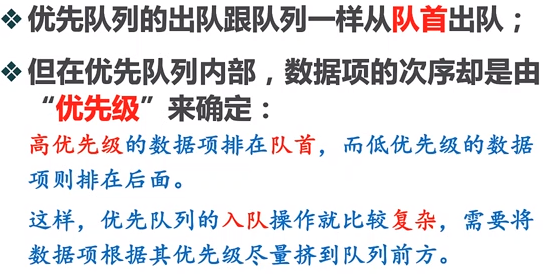 ❖优先队列的出队跟队列一样从队首出队；
❖但在优先队列内部，数据项的次序却是由
“优先级”来确定：
高优先级的数据项排在队首，而低优先级的数据
项则排在后面。
这样，优先队列的入队操作就比较复杂，需要将
数据项根据其优先级尽量挤到队列前方。